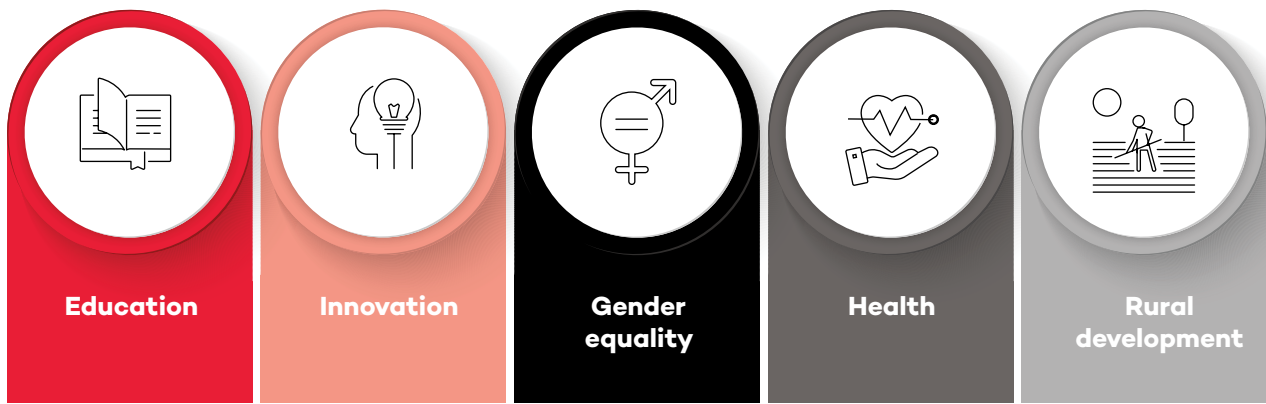 Education
Innovation
Gender
equality
Health
Rural
development